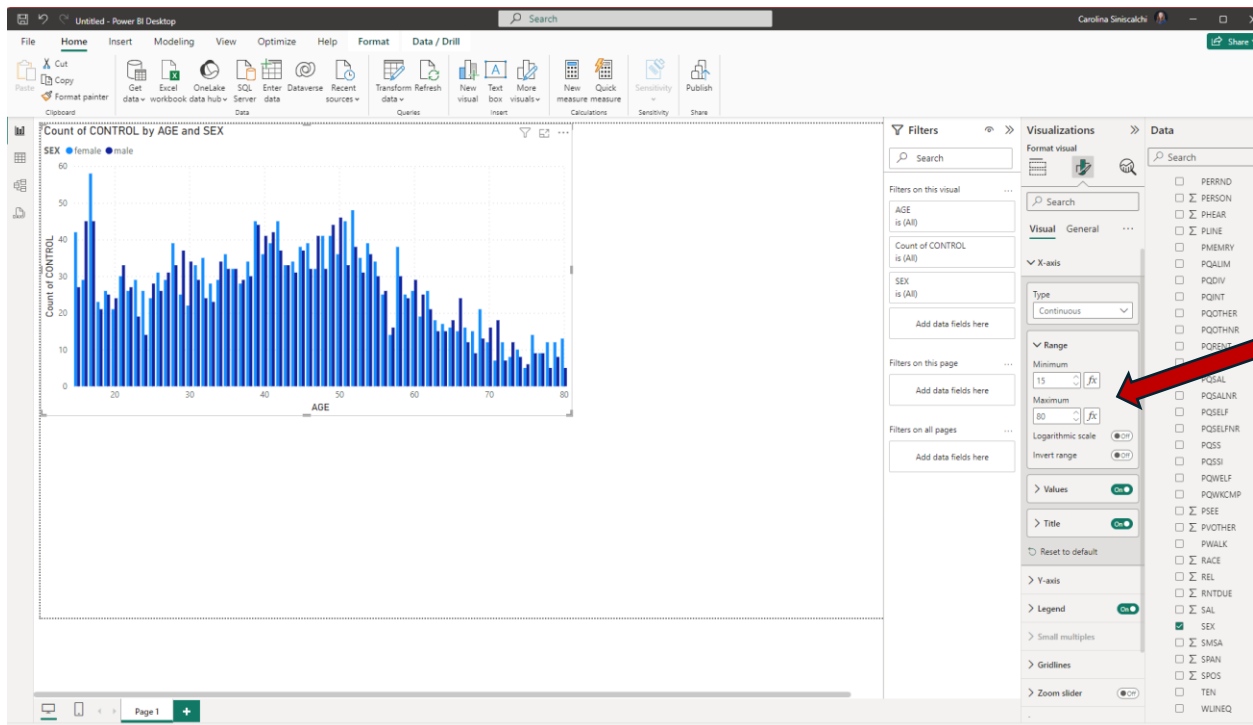 Untitled - Power BI Desktop
Search
Carolina Siniscalchi
File Home Insert Modeling View Optimize Help Format Data / Drill
Share
Paste
Cut
Copy
Format painter
Clipboard
Get data
Excel workbook
OneLake data hub
SQL Server
Enter data
Dataverse
Recent sources
Data
Transform data
Refresh
Queries
New visual
Text box
More visuals
Insert
New measure
Quick measure
Calculations
Sensitivity
Sensitivity
Publish
Share
Count of CONTROL by AGE and SEX
SEX female male
Count of CONTROL
60
50
40
30
20
10
0
20 30 40 50 60 70 80
AGE
Filters
Search
Filters on this visual
AGE
is (All)
Count of CONTROL
is (All)
SEX
is (All)
Add data fields here
Filters on this page
Add data fields here
Filters on all pages
Add data fields here
Visualizations
Format visual
Search
Visual General
X-axis
Type
Continuous
Range
Minimum
15 fx
Maximum
80 fx
Logarithmic scale Off
Invert range Off
Values On
Title On
Reset to default
Y-axis
Legend On
Small multiples
Gridlines
Zoom slider Off
Data
Search
PERRND
Σ PERSON
Σ PHEAR
Σ PLINE
PMEMRY
PQALIM
PQDIV
PQINT
PQOTHER
PQOTHNR
PQRENT
PQSAL
PQSALNR
PQSELF
PQSELFNR
PQSS
PQSSI
PQWELF
PQWKCMP
Σ PSEE
Σ PVOTHER
PWALK
Σ RACE
Σ REL
Σ RNTDUE
Σ SAL
SEX
Σ SMSA
Σ SPAN
Σ SPOS
TEN
WLINEQ
Page 1
+